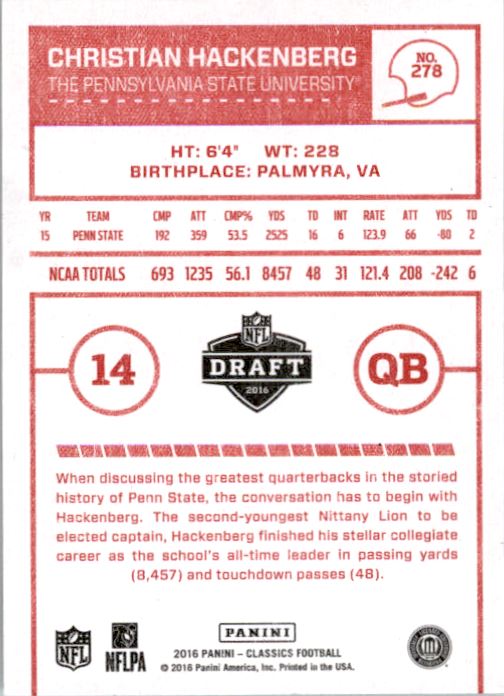 CHRISTIAN HACKENBERG
THE PENNSYLVANIA STATE UNIVERSITY®
NO.
278
HT: 6'4" WT: 228
BIRTHPLACE: PALMYRA, VA
YR TEAM CMP ATT CMP% YDS TD INT RATE ATT YDS TD
15 PENN STATE 192 359 53.5 2525 16 6 123.9 66 -80 2
NCAA TOTALS 693 1235 56.1 8457 48 31 121.4 208 -242 6
14
NFL
DRAFT
2016
QB
When discussing the greatest quarterbacks in the storied
history of Penn State, the conversation has to begin with
Hackenberg. The second-youngest Nittany Lion to be
elected captain, Hackenberg finished his stellar collegiate
career as the school's all-time leader in passing yards
(8,457) and touchdown passes (48).
NFL
NFLPA
PANINI
2016 PANINI – CLASSICS FOOTBALL
© 2016 Panini America, Inc. Printed in the USA.